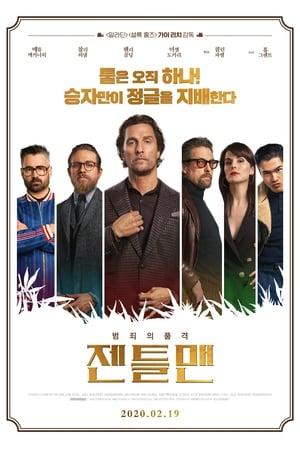 <알라딘> <셜록 홈즈> 가이 리치 감독
매튜 맥커너히 찰리 허냄 헨리 골딩 미셸 도커리 콜린 파렐 휴 그랜트
룰은 오직 하나!
승자만이 정글을 지배한다
범죄의품격
젠틀맨
2020.02.19